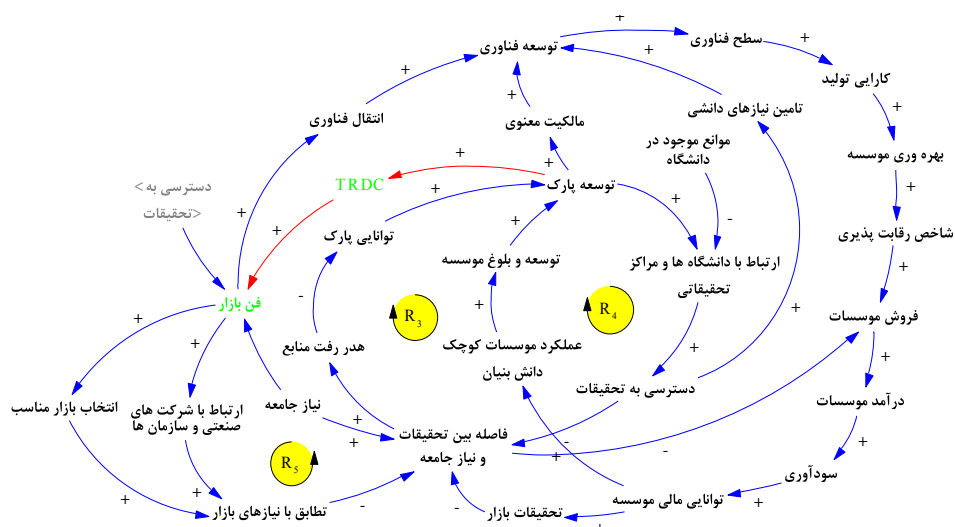 توسعه فناوری
سطح فناوری
کارایی تولید
بهره وری موسسه
شاخص رقابت پذیری
فروش موسسات
درآمد موسسات
سودآوری
توانایی مالی موسسه
تحقیقات بازار
تامین نیازهای دانشی
موانع موجود در
دانشگاه
مالکیت معنوی
انتقال فناوری
TRDC
توسعه پارک
<دسترسی به
تحقیقات>
توانایی پارک
توسعه و بلوغ موسسه
ارتباط با دانشگاه ها و مراکز
تحقیقاتی
فن بازار
R3
R4
هدر رفت منابع
عملکرد موسسات کوچک
دانش بنیان
دسترسی به تحقیقات
انتخاب بازار مناسب
ارتباط با شرکت های
صنعتی و سازمان ها
نیاز جامعه
فاصله بین تحقیقات
و نیاز جامعه
R5
تطابق با نیازهای بازار